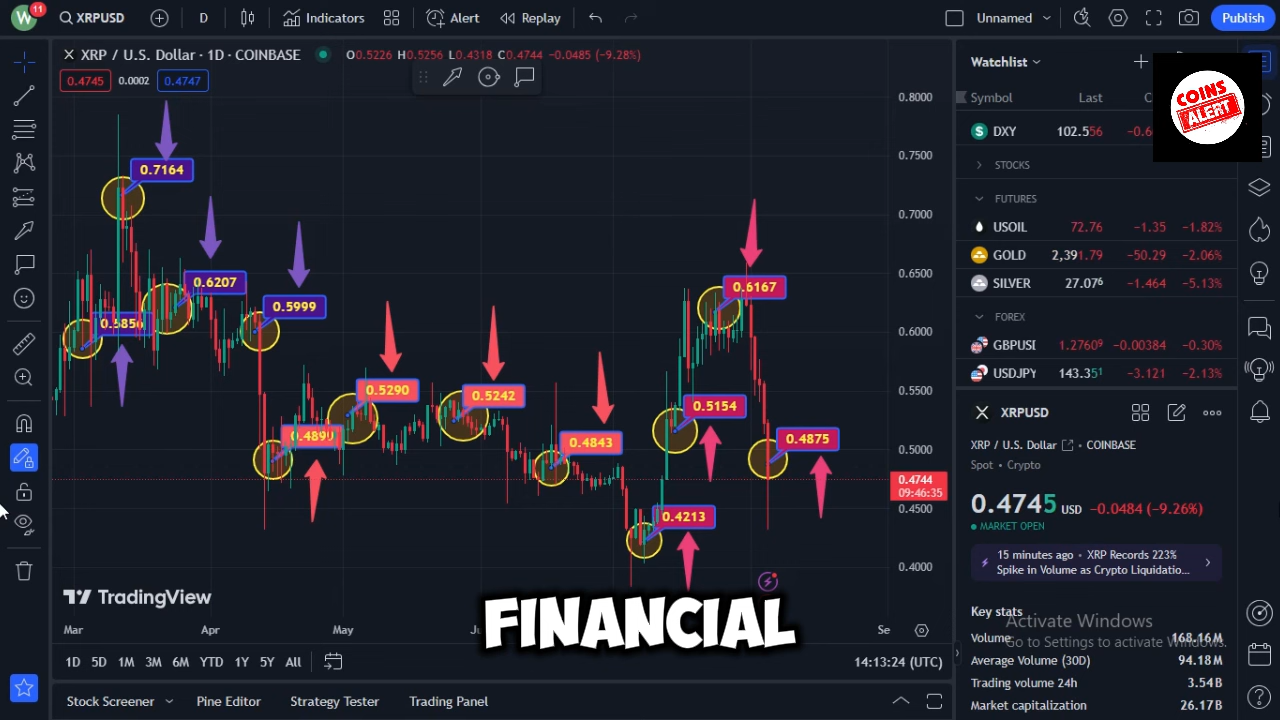 W 11 XRPUSD D Indicators Alert Replay Unnamed Publish
XRP / U.S. Dollar · 1D · COINBASE O0.5226 H0.5256 L0.4318 C0.4744 -0.0485 (-9.28%)
0.4745 0.0002 0.4747
0.7164
0.6207
0.5999
0.5856
0.5290
0.5242
0.4890
0.4843
0.6167
0.5154
0.4875
0.4213
0.8000
0.7500
0.7000
0.6500
0.6000
0.5500
0.5000
0.4744
09:46:35
0.4500
0.4000
TradingView
FINANCIAL
Mar Apr May Se
1D 5D 1M 3M 6M YTD 1Y 5Y All 14:13:24 (UTC)
Stock Screener Pine Editor Strategy Tester Trading Panel
Watchlist
COINS
ALERT
Symbol Last
DXY 102.556
STOCKS
FUTURES
USOIL 72.76 -1.35 -1.82%
GOLD 2,391.79 -50.29 -2.06%
SILVER 27.076 -1.464 -5.13%
FOREX
GBPUSI 1.27609 -0.00384 -0.30%
USDJPY 143.351 -3.121 -2.13%
XRPUSD
XRP / U.S. Dollar COINBASE
Spot • Crypto
0.4745 USD -0.0484 (-9.26%)
MARKET OPEN
15 minutes ago • XRP Records 223%
Spike in Volume as Crypto Liquidatio...
Key stats
Activate Windows
Go to Settings to activate Windows.
Volume 168.16M
Average Volume (30D) 94.18M
Trading volume 24h 3.54B
Market capitalization 26.17B